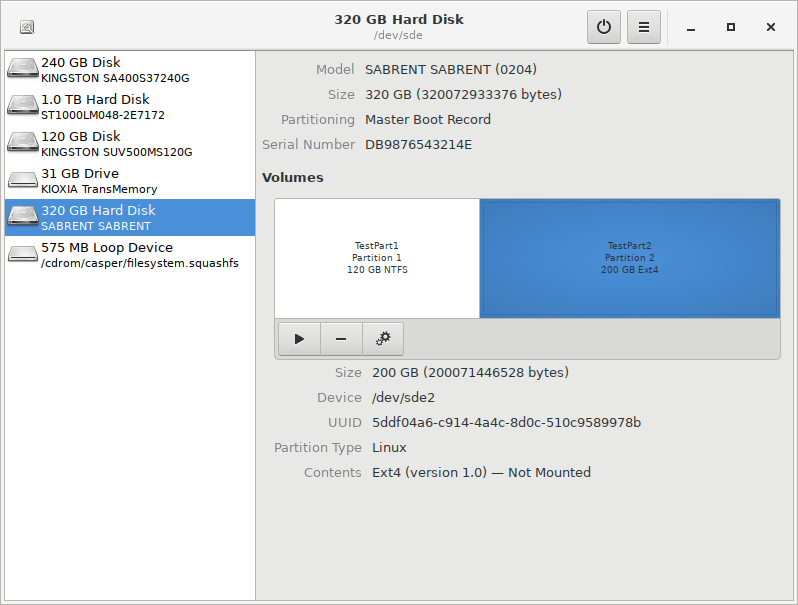 320 GB Hard Disk
/dev/sde
240 GB Disk
KINGSTON SA400S37240G
1.0 TB Hard Disk
ST1000LM048-2E7172
120 GB Disk
KINGSTON SUV500MS120G
31 GB Drive
KIOXIA TransMemory
320 GB Hard Disk
SABRENT SABRENT
575 MB Loop Device
/cdrom/casper/filesystem.squashfs
Model SABRENT SABRENT (0204)
Size 320 GB (320072933376 bytes)
Partitioning Master Boot Record
Serial Number DB9876543214E
Volumes
TestPart1
Partition 1
120 GB NTFS
TestPart2
Partition 2
200 GB Ext4
Size 200 GB (200071446528 bytes)
Device /dev/sde2
UUID 5ddf04a6-c914-4a4c-8d0c-510c9589978b
Partition Type Linux
Contents Ext4 (version 1.0) — Not Mounted